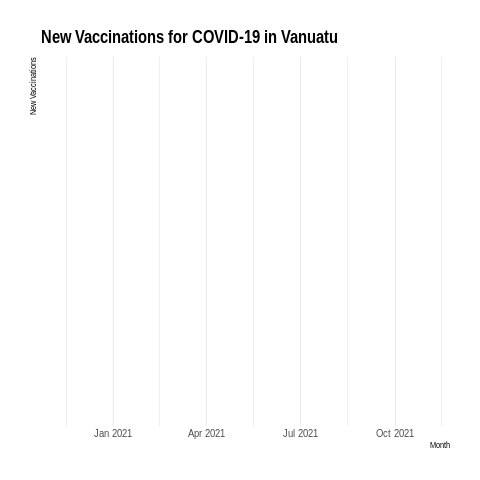 New Vaccinations for COVID-19 in Vanuatu
New Vaccinations
Jan 2021 Apr 2021 Jul 2021 Oct 2021
Month